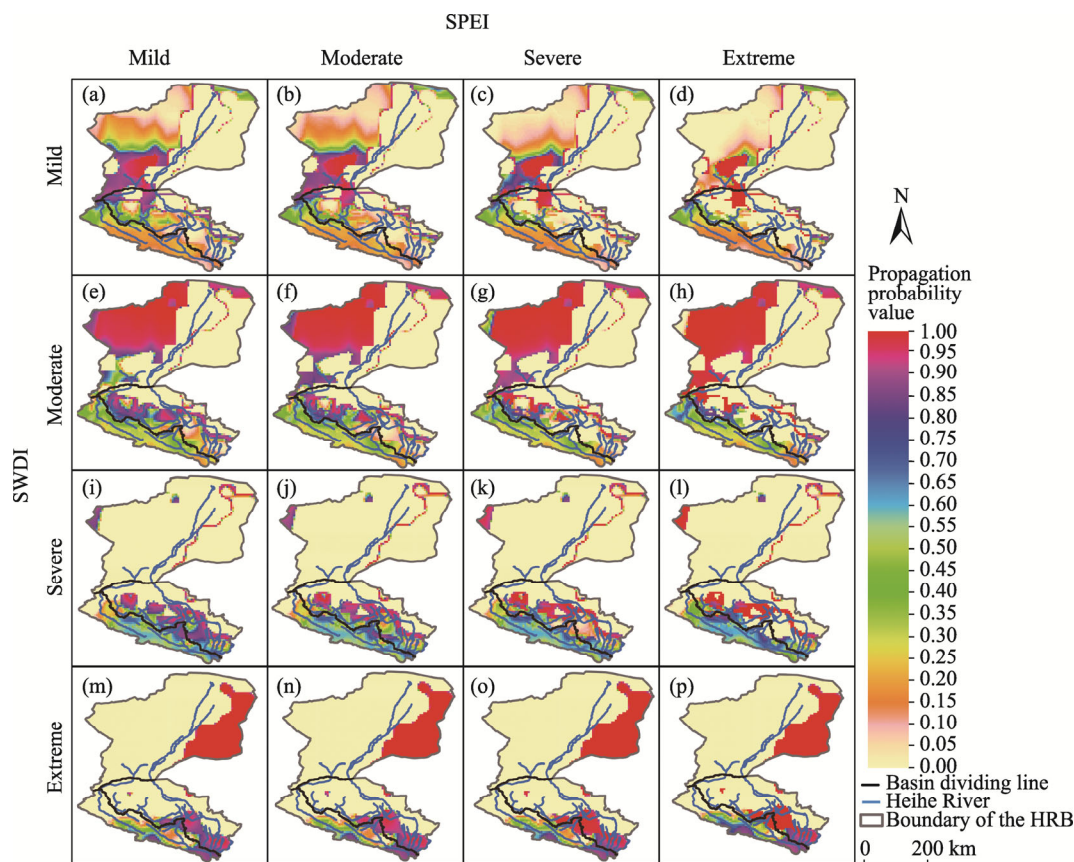 SPEI
Mild
Moderate
Severe
Extreme
SWDI
Mild
(a)
(b)
(c)
(d)
Moderate
(e)
(f)
(g)
(h)
Severe
(i)
(j)
(k)
(l)
Extreme
(m)
(n)
(o)
(p)
N
Propagation
probability
value
1.00
0.95
0.90
0.85
0.80
0.75
0.70
0.65
0.60
0.55
0.50
0.45
0.40
0.35
0.30
0.25
0.20
0.15
0.10
0.05
0.00
Basin dividing line
Heihe River
Boundary of the HRB
0 200 km